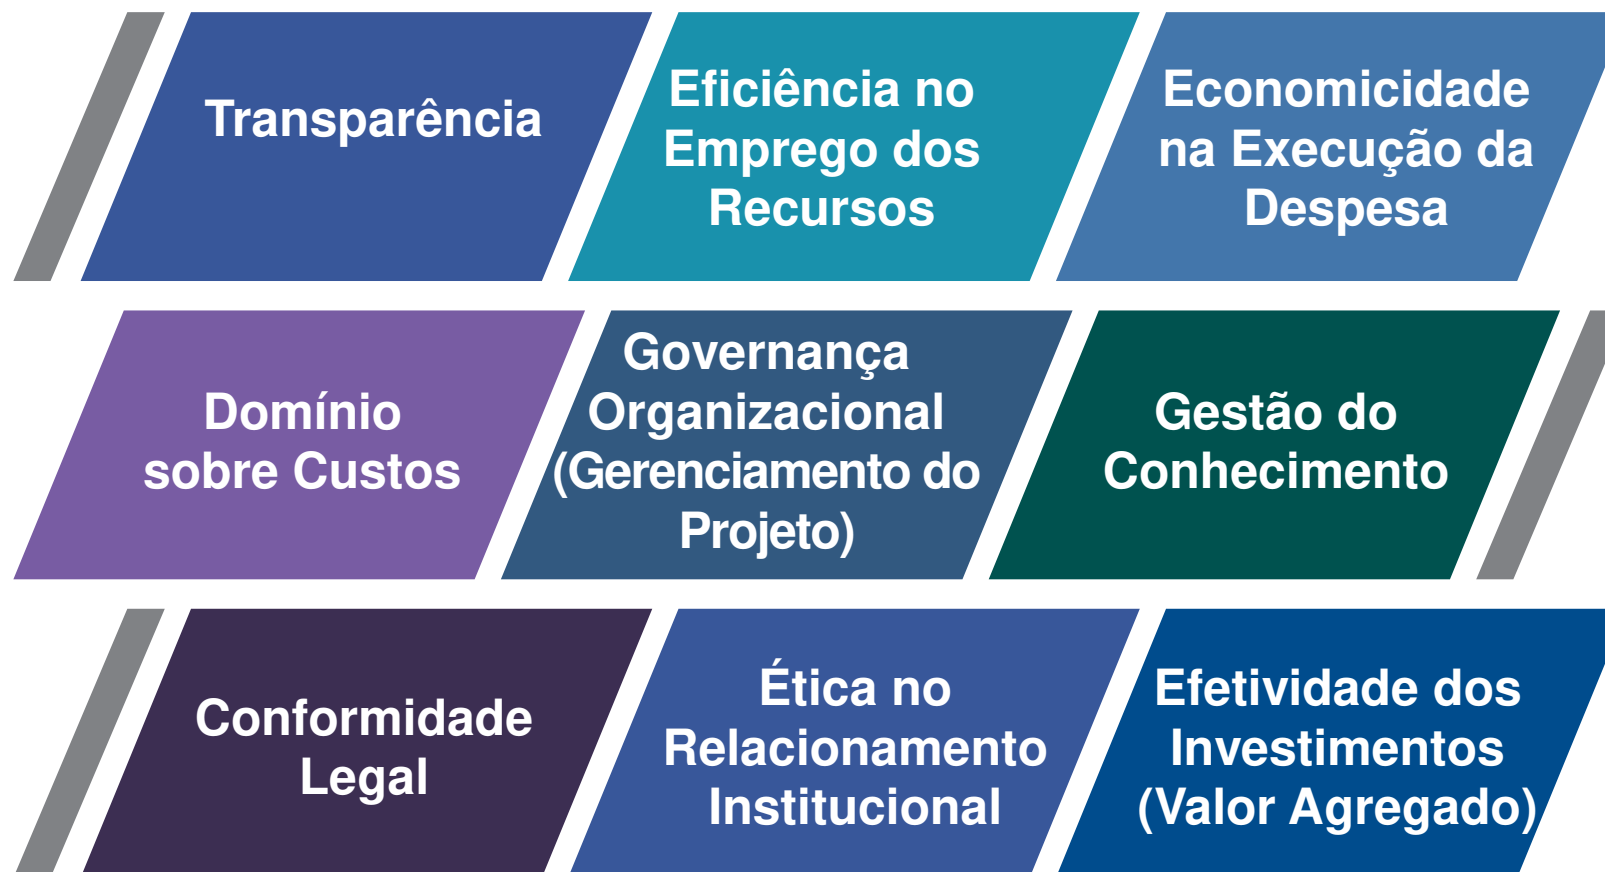 Transparência
Eficiência no
Emprego dos
Recursos
Economicidade
na Execução da
Despesa
Domínio
sobre Custos
Governança
Organizacional
(Gerenciamento do
Projeto)
Gestão do
Conhecimento
Conformidade
Legal
Ética no
Relacionamento
Institucional
Efetividade dos
Investimentos
(Valor Agregado)